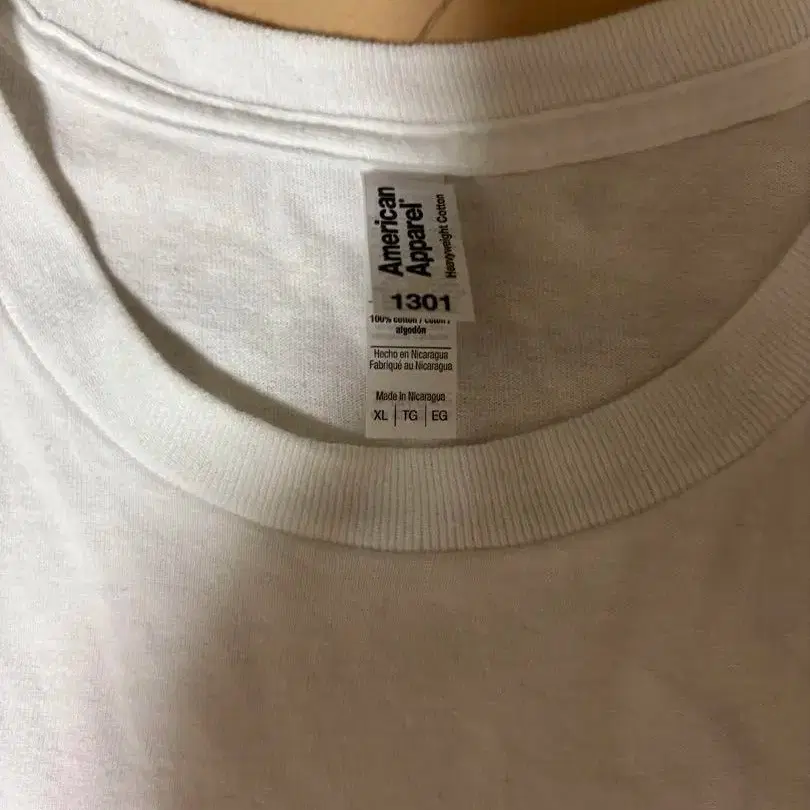 American
Apparel®
Heavyweight Cotton
1301
100% cotton / coton /
algodón
Hecho en Nicaragua
Fabriqué au Nicaragua
Made in Nicaragua
XL | TG | EG